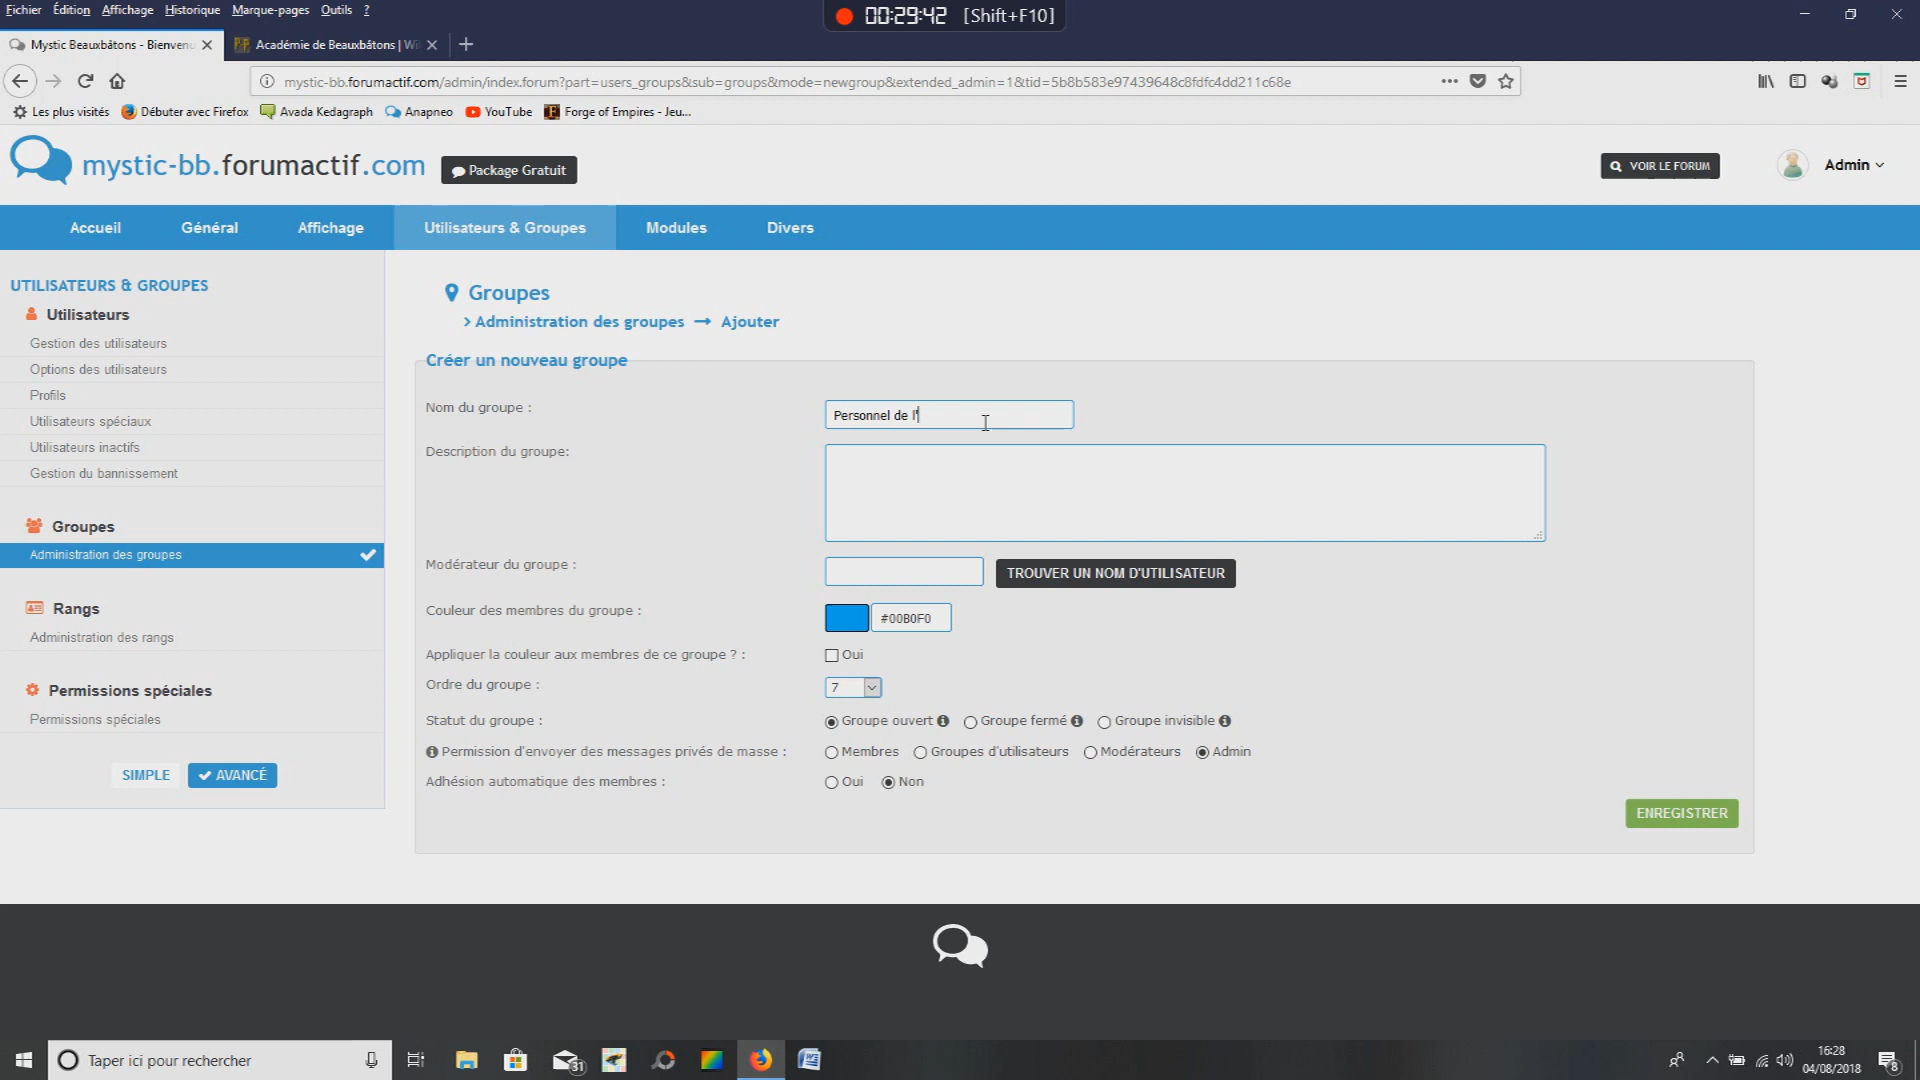 Fichier Édition Affichage Historique Marque-pages Outils ?
00:29:42 [Shift+F10]
Mystic Beauxbâtons - Bienvenu
Académie de Beauxbâtons | Wi
mystic-bb.forumactif.com/admin/index.forum?part=users_groups&sub=groups&mode=newgroup&extended_admin=1&tid=5b8b583e97439648c8fdfc4dd211c68e
Les plus visités Débuter avec Firefox Avada Kedagraph Anapneo YouTube Forge of Empires - Jeu...
mystic-bb.forumactif.com
Package Gratuit
VOIR LE FORUM
Admin
Accueil Général Affichage Utilisateurs & Groupes Modules Divers
UTILISATEURS & GROUPES
Utilisateurs
Gestion des utilisateurs
Options des utilisateurs
Profils
Utilisateurs spéciaux
Utilisateurs inactifs
Gestion du bannissement
Groupes
Administration des groupes
Rangs
Administration des rangs
Permissions spéciales
Permissions spéciales
SIMPLE AVANCÉ
Groupes
Administration des groupes → Ajouter
Créer un nouveau groupe
Nom du groupe : Personnel de l'
Description du groupe:
Modérateur du groupe : TROUVER UN NOM D'UTILISATEUR
Couleur des membres du groupe : #00B0F0
Appliquer la couleur aux membres de ce groupe ? : Oui
Ordre du groupe : 7
Statut du groupe : Groupe ouvert Groupe fermé Groupe invisible
Permission d'envoyer des messages privés de masse : Membres Groupes d'utilisateurs Modérateurs Admin
Adhésion automatique des membres : Oui Non
ENREGISTRER
Taper ici pour rechercher
31
16:28
04/08/2018
8